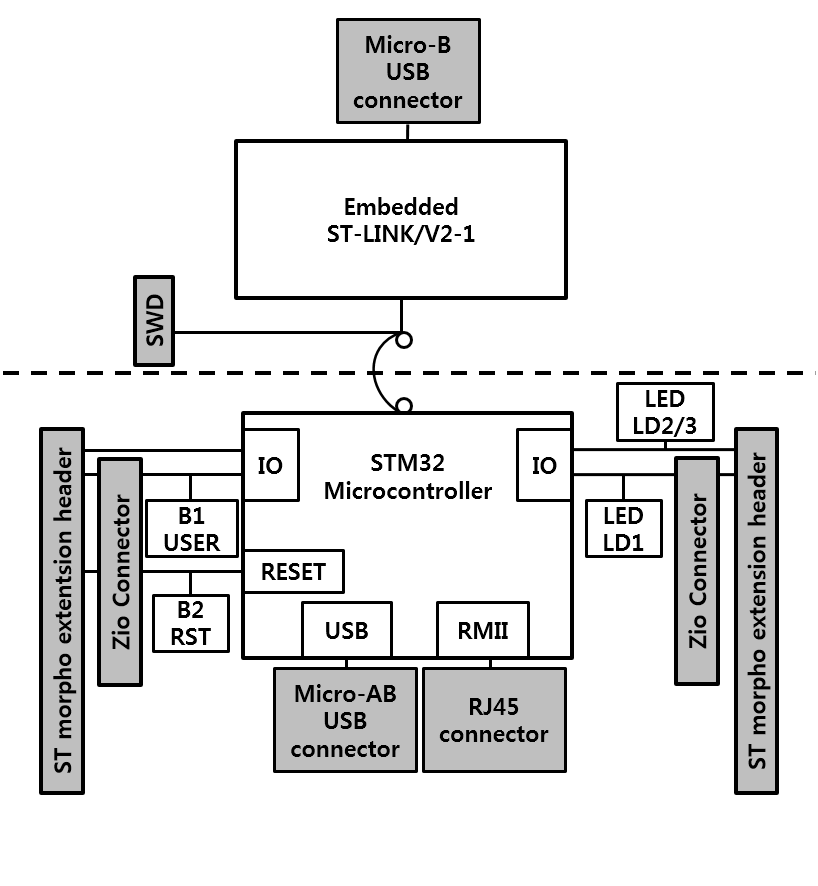 Micro-B
USB
connector
Embedded
ST-LINK/V2-1
SWD
LED
LD2/3
ST morpho extentsion header
Zio Connector
IO
STM32
Microcontroller
IO
B1
USER
LED
LD1
Zio Connector
ST morpho extension header
RESET
B2
RST
USB
RMII
Micro-AB
USB
connector
RJ45
connector